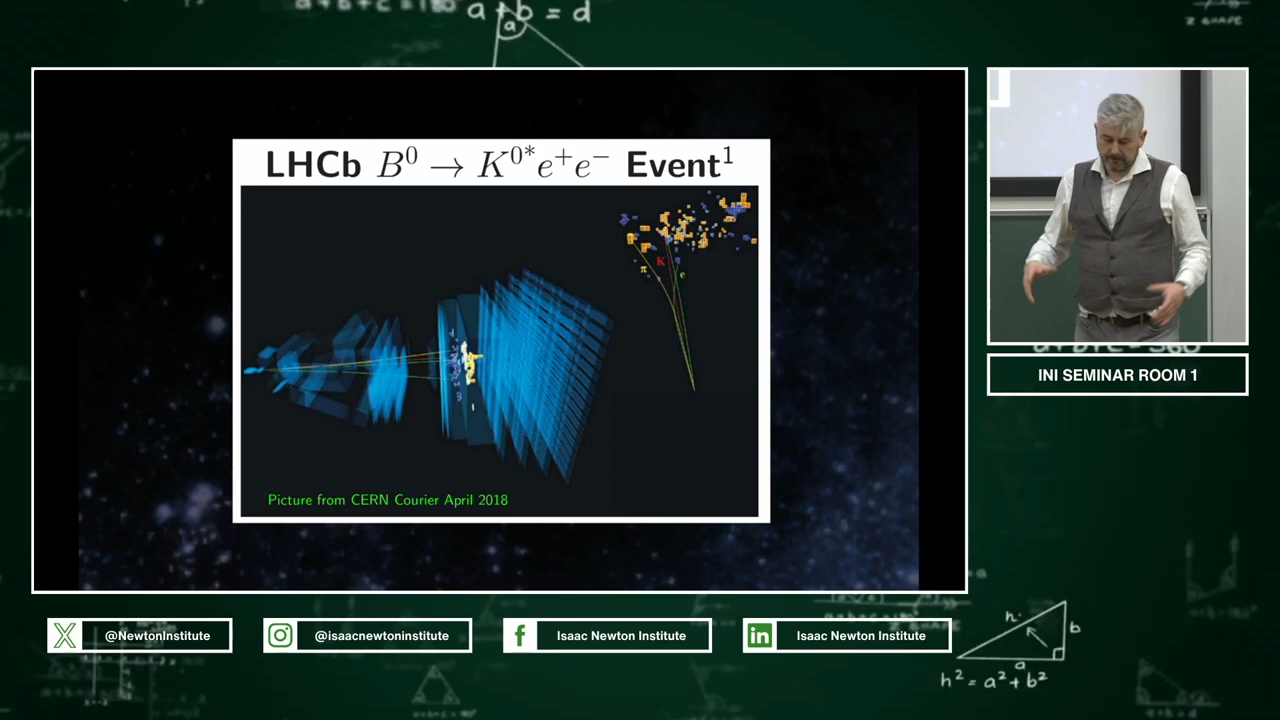 a + b = d
a
Z SHAPE
LHCb B⁰ → K⁰*e⁺e⁻ Event¹
π
K
e
Picture from CERN Courier April 2018
INI SEMINAR ROOM 1
@NewtonInstitute
@isaacnewtoninstitute
Isaac Newton Institute
Isaac Newton Institute
h
b
a
h² = a² + b²